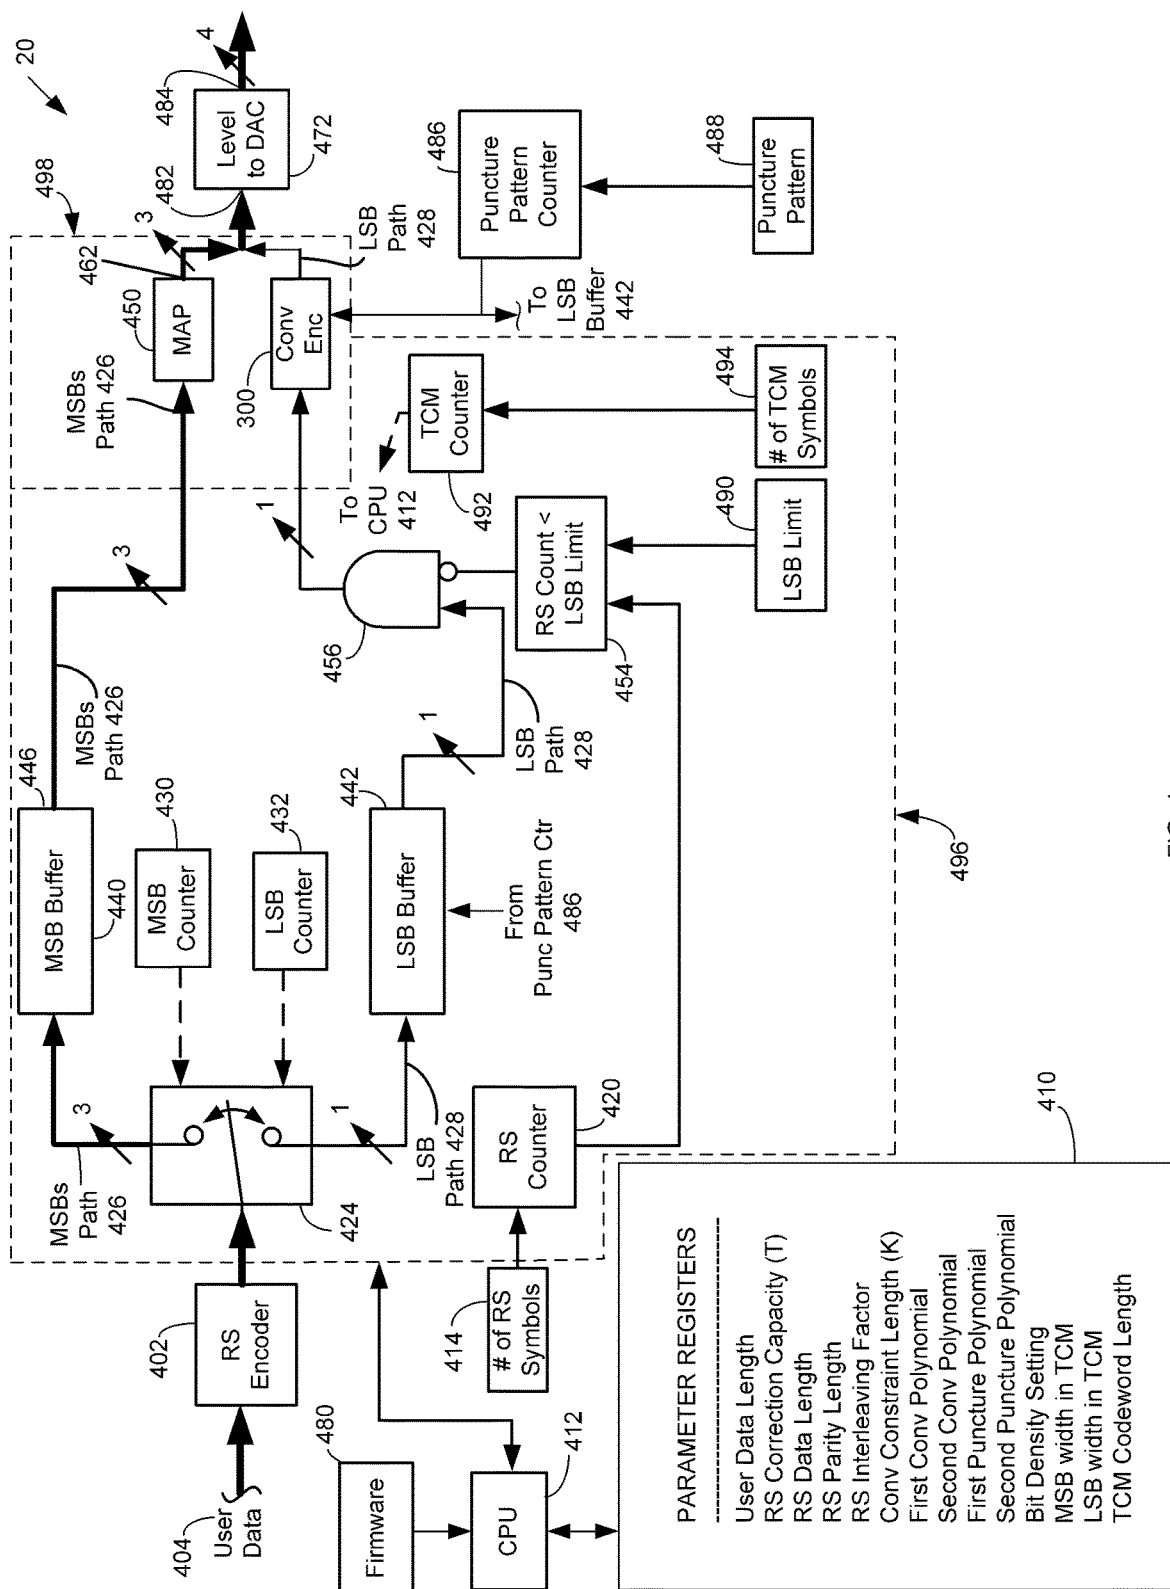 20
498
4
484
Level
to DAC
472
482
3
462
450
MAP
MSBs
Path 426
LSB
Path
428
Conv
Enc
300
486
Puncture
Pattern
Counter
488
Puncture
Pattern
To
LSB
Buffer
442
494
# of TCM
Symbols
TCM
Counter
492
To
CPU
412
490
LSB Limit
1
3
456
RS Count <
LSB Limit
454
MSBs
Path 426
446
MSB Buffer
440
430
MSB
Counter
432
LSB
Counter
442
LSB Buffer
1
LSB
Path
428
From
Punc Pattern Ctr
486
496
3
MSBs
Path
426
424
1
LSB
Path 428
RS
Counter
420
402
RS
Encoder
404
User
Data
414
# of RS
Symbols
480
Firmware
CPU
412
410
PARAMETER REGISTERS
User Data Length
RS Correction Capacity (T)
RS Data Length
RS Parity Length
RS Interleaving Factor
Conv Constraint Length (K)
First Conv Polynomial
Second Conv Polynomial
First Puncture Polynomial
Second Puncture Polynomial
Bit Density Setting
MSB width in TCM
LSB width in TCM
TCM Codeword Length